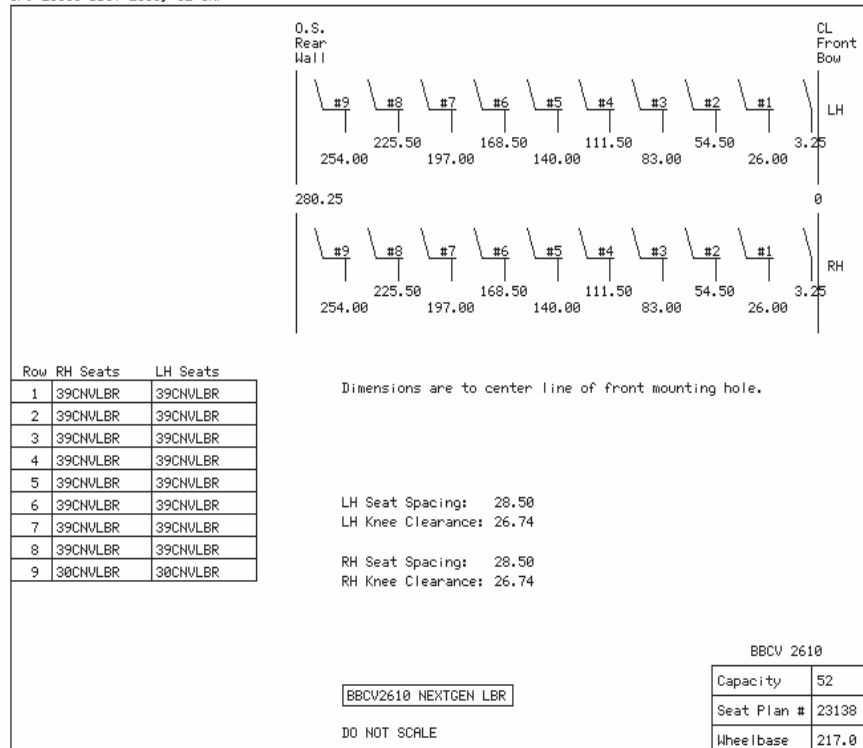 O.S. CL
Rear Front
Wall Bow
#9 #8 #7 #6 #5 #4 #3 #2 #1 LH
225.50 168.50 111.50 54.50 3.25
254.00 197.00 140.00 83.00 26.00
280.25 0
#9 #8 #7 #6 #5 #4 #3 #2 #1 RH
225.50 168.50 111.50 54.50 3.25
254.00 197.00 140.00 83.00 26.00
Row RH Seats LH Seats
1 39CNVLBR 39CNVLBR
2 39CNVLBR 39CNVLBR
3 39CNVLBR 39CNVLBR
4 39CNVLBR 39CNVLBR
5 39CNVLBR 39CNVLBR
6 39CNVLBR 39CNVLBR
7 39CNVLBR 39CNVLBR
8 39CNVLBR 39CNVLBR
9 30CNVLBR 30CNVLBR
Dimensions are to center line of front mounting hole.
LH Seat Spacing: 28.50
LH Knee Clearance: 26.74
RH Seat Spacing: 28.50
RH Knee Clearance: 26.74
BBCV2610 NEXTGEN LBR
DO NOT SCALE
BBCV 2610
Capacity 52
Seat Plan # 23138
Wheelbase 217.0